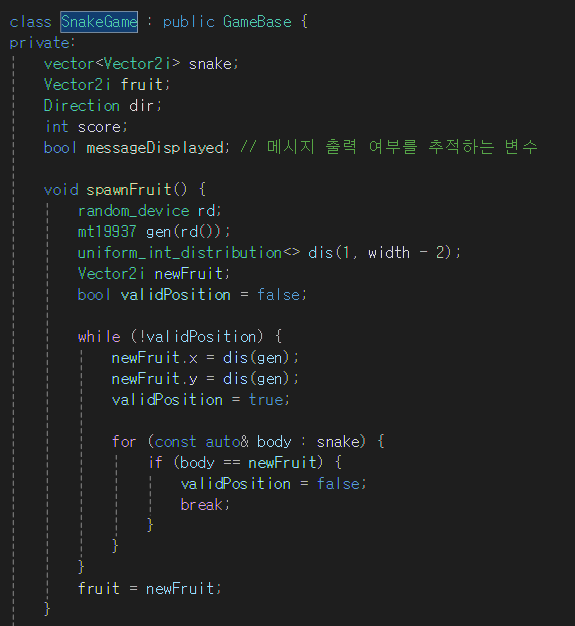 class SnakeGame : public GameBase {
private:
    vector<Vector2i> snake;
    Vector2i fruit;
    Direction dir;
    int score;
    bool messageDisplayed; // 메시지 출력 여부를 추적하는 변수

    void spawnFruit() {
        random_device rd;
        mt19937 gen(rd());
        uniform_int_distribution<> dis(1, width - 2);
        Vector2i newFruit;
        bool validPosition = false;

        while (!validPosition) {
            newFruit.x = dis(gen);
            newFruit.y = dis(gen);
            validPosition = true;

            for (const auto& body : snake) {
                if (body == newFruit) {
                    validPosition = false;
                    break;
                }
            }
        }
        fruit = newFruit;
    }